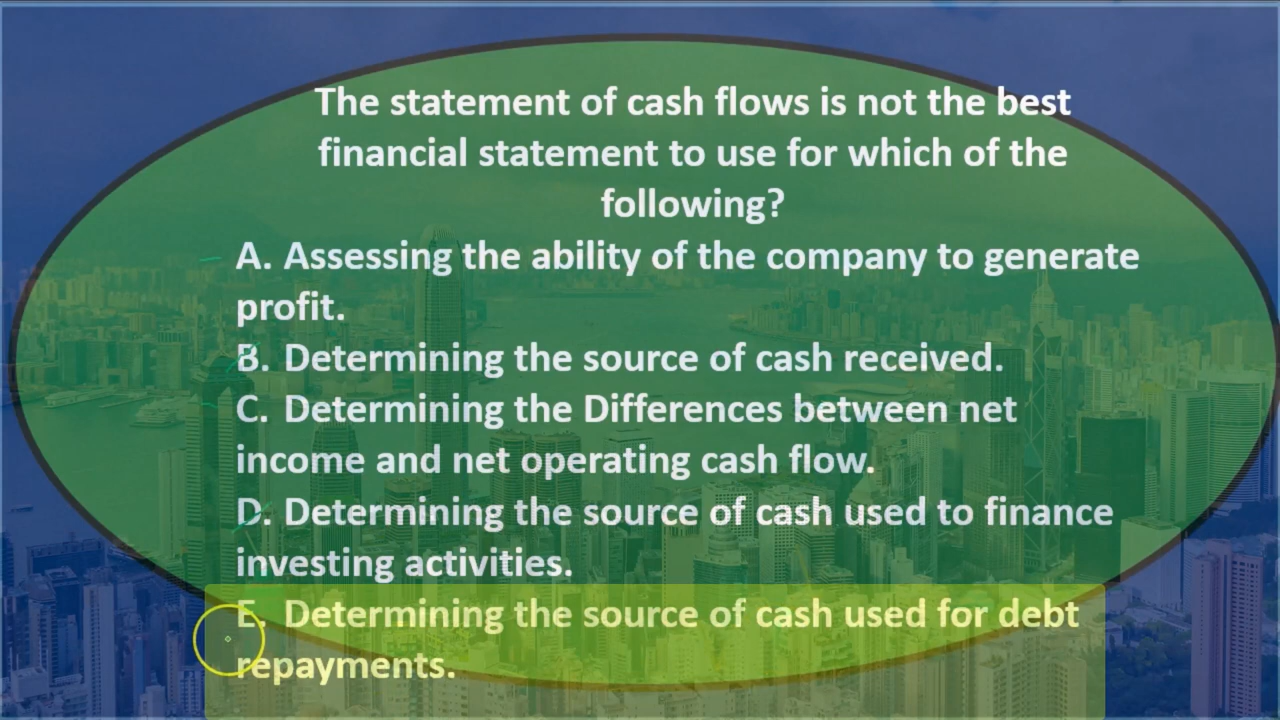 The statement of cash flows is not the best
financial statement to use for which of the
following?
A. Assessing the ability of the company to generate
profit.
B. Determining the source of cash received.
C. Determining the Differences between net
income and net operating cash flow.
D. Determining the source of cash used to finance
investing activities.
E. Determining the source of cash used for debt
repayments.